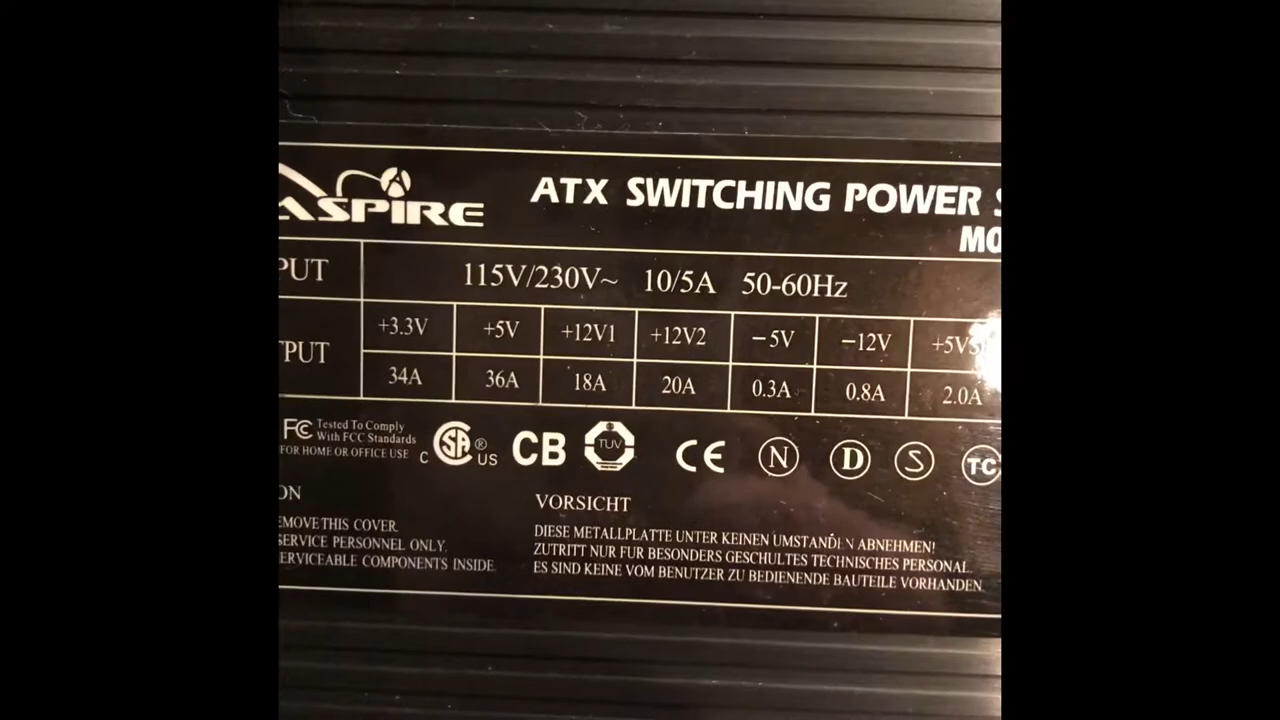 ASPIRE
ATX SWITCHING POWER S
MO
PUT 115V/230V~ 10/5A 50-60Hz
TPUT
+3.3V +5V +12V1 +12V2 −5V −12V +5VS
34A 36A 18A 20A 0.3A 0.8A 2.0A
FC Tested To Comply
With FCC Standards
FOR HOME OR OFFICE USE
C SA ® US CB TUV CE N D S TC
ON
EMOVE THIS COVER.
SERVICE PERSONNEL ONLY.
ERVICEABLE COMPONENTS INSIDE.
VORSICHT
DIESE METALLPLATTE UNTER KEINEN UMSTANDEN ABNEHMEN!
ZUTRITT NUR FUR BESONDERS GESCHULTES TECHNISCHES PERSONAL.
ES SIND KEINE VOM BENUTZER ZU BEDIENENDE BAUTEILE VORHANDEN.